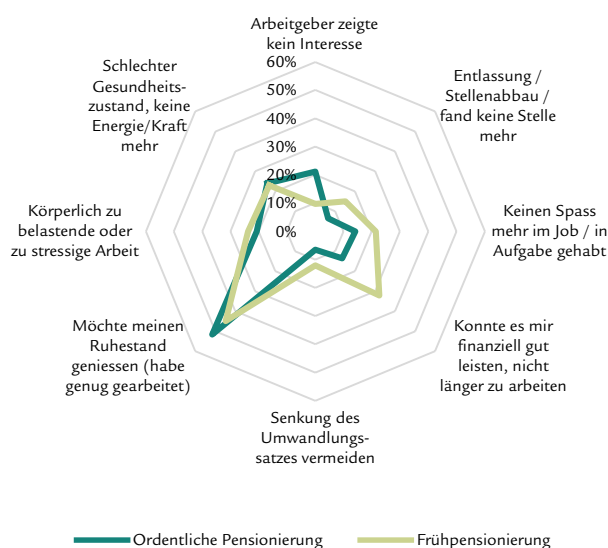 Arbeitgeber zeigte
kein Interesse
Entlassung /
Stellenabbau /
fand keine Stelle
mehr
Keinen Spass
mehr im Job / in
Aufgabe gehabt
Konnte es mir
finanziell gut
leisten, nicht
länger zu arbeiten
Senkung des
Umwandlungs-
satzes vermeiden
Möchte meinen
Ruhestand
geniessen (habe
genug gearbeitet)
Körperlich zu
belastende oder
zu stressige Arbeit
Schlechter
Gesundheits-
zustand, keine
Energie/Kraft
mehr
60%
50%
40%
30%
20%
10%
0%
Ordentliche Pensionierung
Frühpensionierung